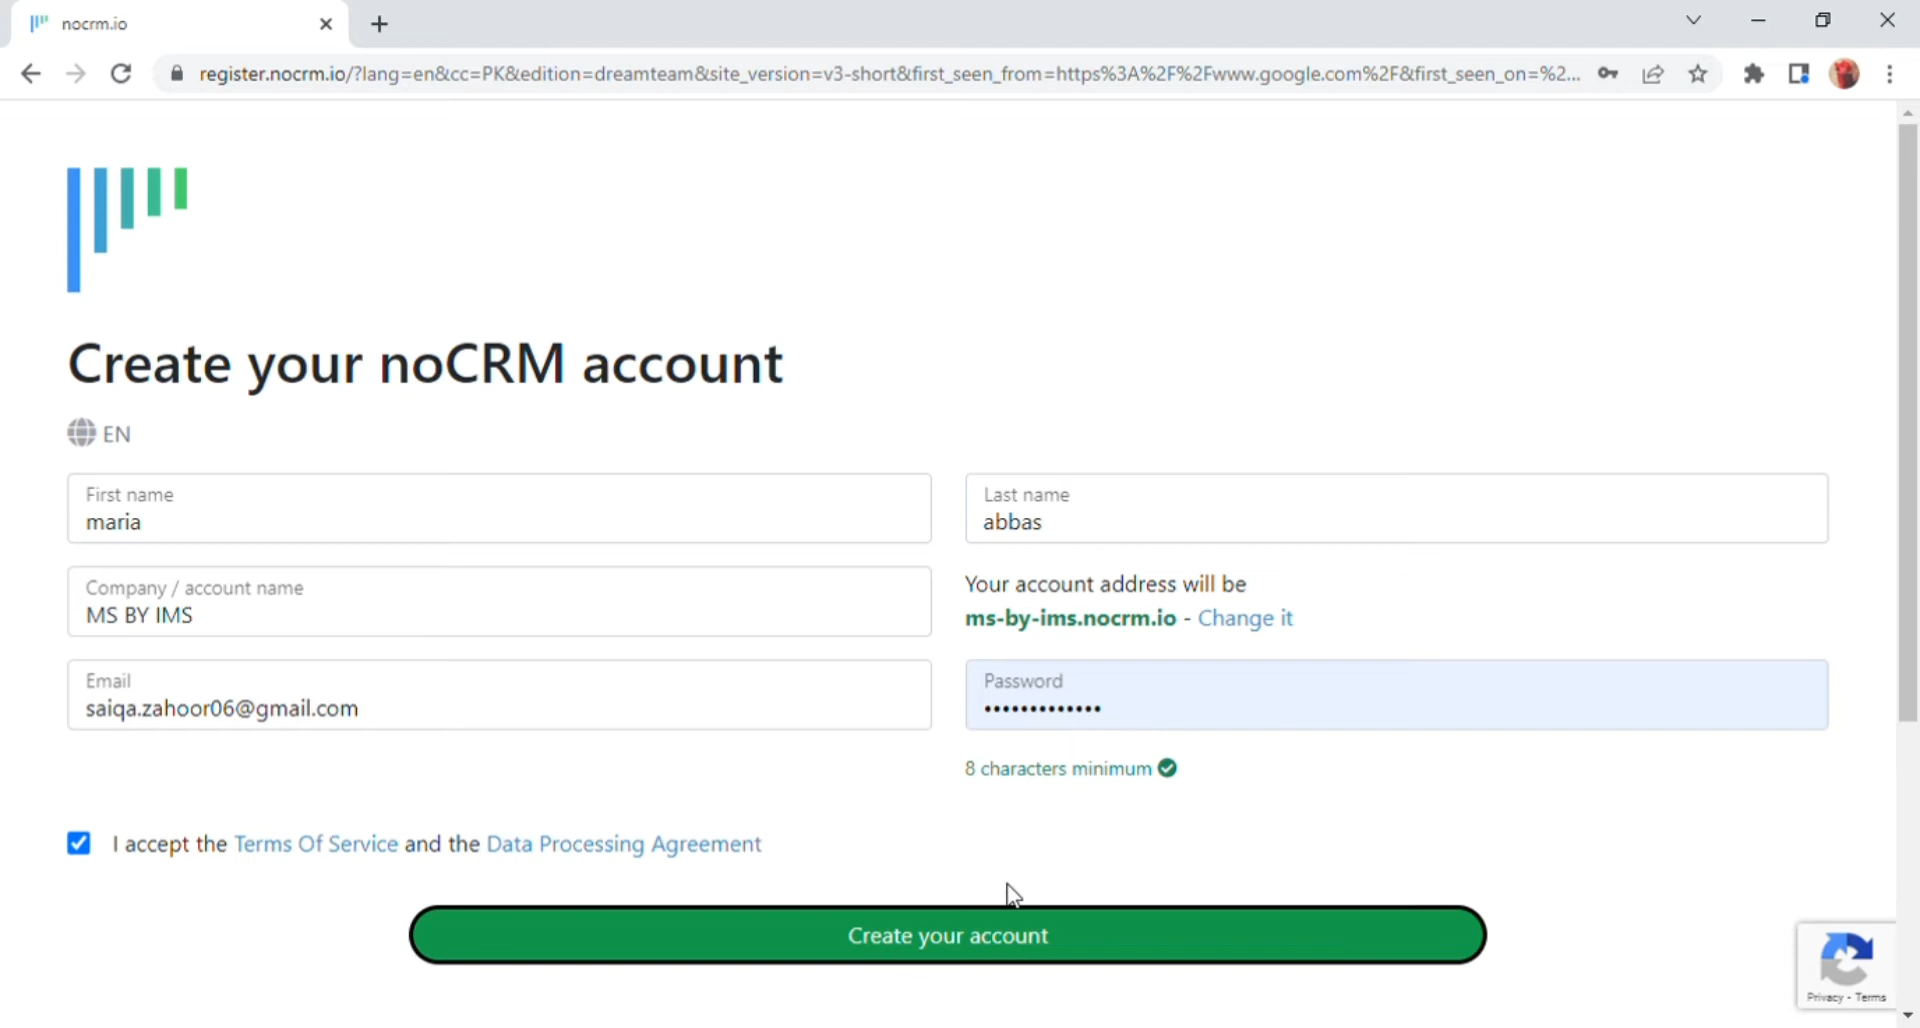 nocrm.io
register.nocrm.io/?lang=en&cc=PK&edition=dreamteam&site_version=v3-short&first_seen_from=https%3A%2F%2Fwww.google.com%2F&first_seen_on=%2...
Create your noCRM account
EN
First name
maria
Last name
abbas
Company / account name
MS BY IMS
Your account address will be
ms-by-ims.nocrm.io - Change it
Email
saiqa.zahoor06@gmail.com
Password
•••••••••••••
8 characters minimum
I accept the Terms Of Service and the Data Processing Agreement
Create your account
Privacy - Terms